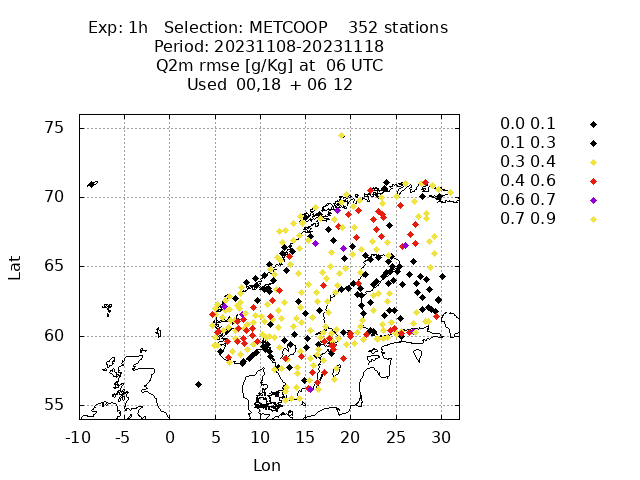 Exp: 1h   Selection: METCOOP    352 stations
Period: 20231108-20231118
Q2m rmse [g/Kg] at  06 UTC
Used  00,18  + 06 12
0.0 0.1
0.1 0.3
0.3 0.4
0.4 0.6
0.6 0.7
0.7 0.9
75
70
65
60
55
Lat
-10 -5 0 5 10 15 20 25 30
Lon